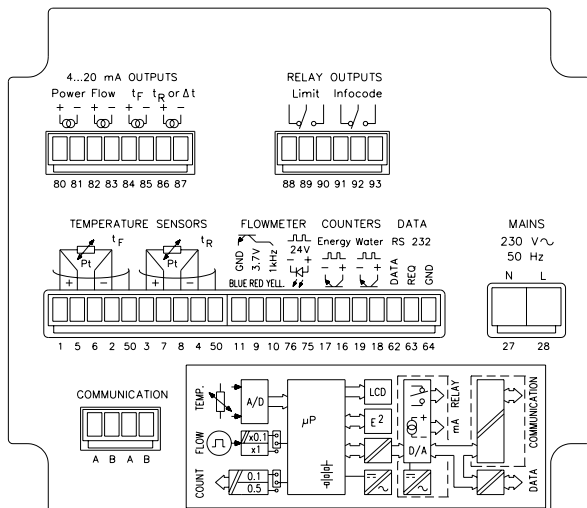 4...20 mA OUTPUTS
Power Flow tF tR or Δt
+ − + − + − + −
80 81 82 83 84 85 86 87
RELAY OUTPUTS
Limit Infocode
88 89 90 91 92 93
TEMPERATURE SENSORS
tF tR
Pt Pt
+ − + −
1 5 6 2 50 3 7 8 4 50
FLOWMETER
GND 3.7V 1kHz 24V
− +
BLUE RED YELL.
11 9 10 76 75
COUNTERS
Energy Water
− + − +
17 16 19 18
DATA
RS 232
DATA REQ GND
62 63 64
MAINS
230 V~
50 Hz
N L
27 28
COMMUNICATION
A B A B
TEMP.
A/D
FLOW
x0.1
x1
COUNT
0.1
0.5
µP
LCD
E2
RELAY
+
mA
D/A
COMMUNICATION
DATA